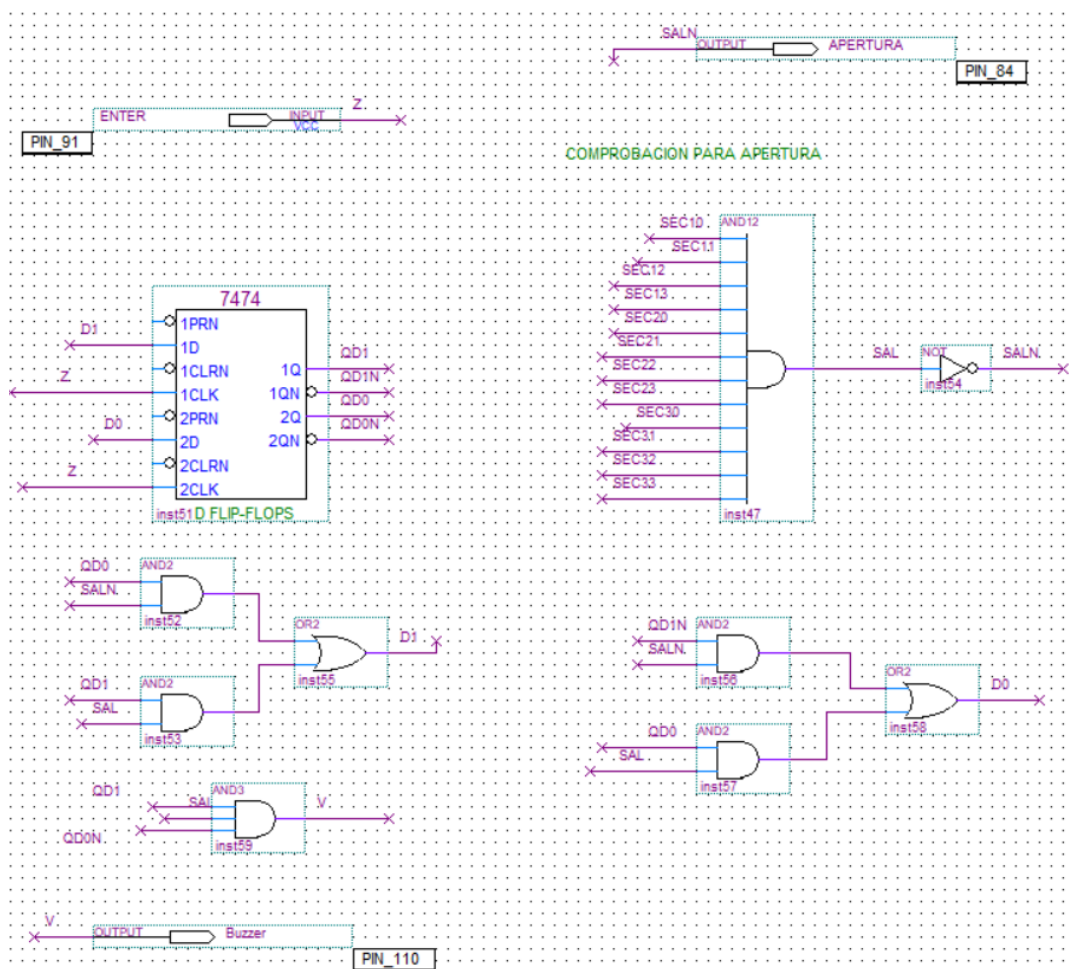 SALN
OUTPUT
APERTURA
PIN_84
ENTER
INPUT
VCC
Z
PIN_91
COMPROBACION PARA APERTURA
AND12
SEC10
SEC11
SEC12
SEC13
SEC20
SEC21
SEC22
SEC23
SEC30
SEC31
SEC32
SEC33
inst47
SAL
NOT
SALN
inst54
7474
1PRN
D1
1D
1CLRN
Z
1CLK
2PRN
D0
2D
2CLRN
Z
2CLK
1Q
QD1
1QN
QD1N
2Q
QD0
2QN
QD0N
inst51
D FLIP-FLOPS
QD0
SALN
AND2
inst52
QD1
SAL
AND2
inst53
OR2
inst55
D1
QD1N
SALN
AND2
inst56
QD0
SAL
AND2
inst57
OR2
inst58
D0
QD1
SAL
QD0N
AND3
inst59
V
V
OUTPUT
Buzzer
PIN_110